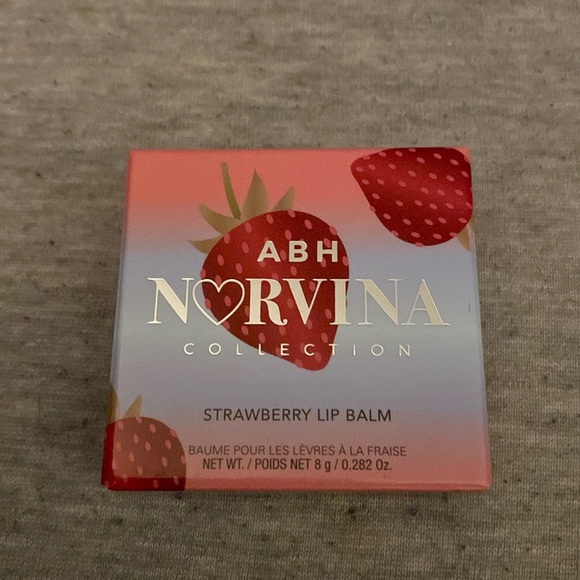 ABH
NORVINA
COLLECTION
STRAWBERRY LIP BALM
BAUME POUR LES LÈVRES À LA FRAISE
NET WT. / POIDS NET 8 g / 0.282 Oz.